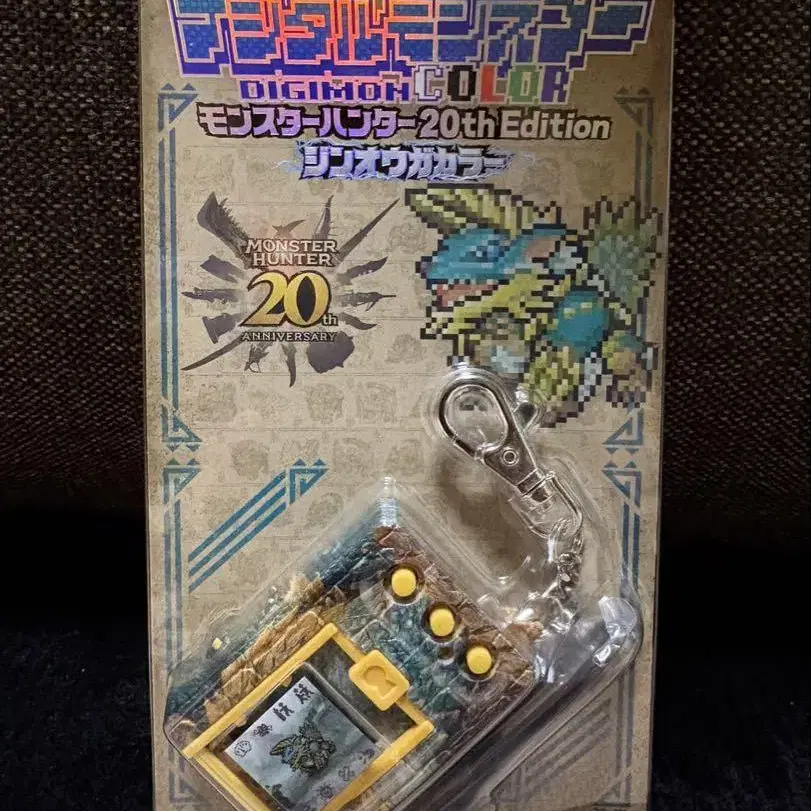 デジタルモンスター
DIGIMON COLOR
モンスターハンター20th Edition
ジンオウガカラー
MONSTER
HUNTER
20th
ANNIVERSARY